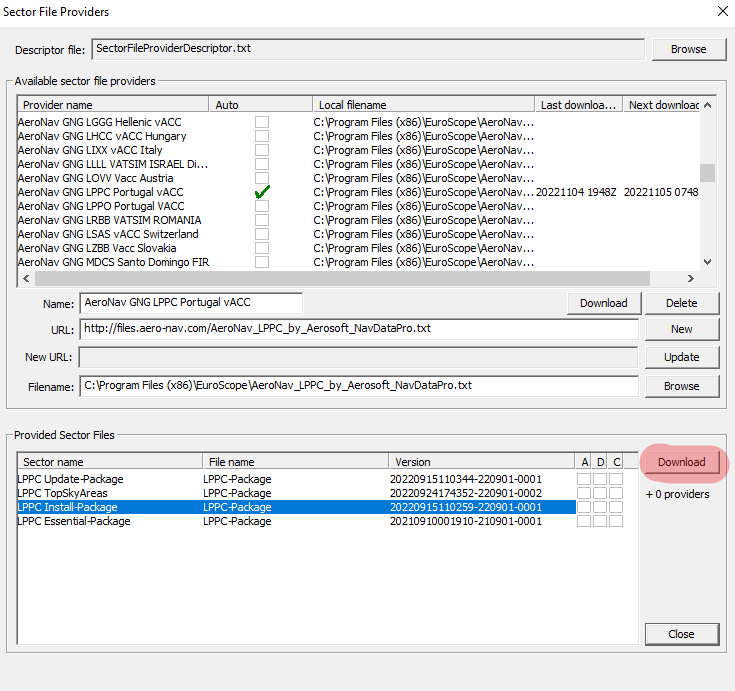 Sector File Providers
Descriptor file: SectorFileProviderDescriptor.txt Browse
Available sector file providers
Provider name Auto Local filename Last downloa... Next download
AeroNav GNG LGGG Hellenic vACC C:\Program Files (x86)\EuroScope\AeroNav...
AeroNav GNG LHCC vACC Hungary C:\Program Files (x86)\EuroScope\AeroNav...
AeroNav GNG LIXX vACC Italy C:\Program Files (x86)\EuroScope\AeroNav...
AeroNav GNG LLLL VATSIM ISRAEL Di... C:\Program Files (x86)\EuroScope\AeroNav...
AeroNav GNG LOVV Vacc Austria C:\Program Files (x86)\EuroScope\AeroNav...
AeroNav GNG LPPC Portugal vACC C:\Program Files (x86)\EuroScope\AeroNav... 20221104 1948Z 20221105 0748
AeroNav GNG LPPO Portugal VACC C:\Program Files (x86)\EuroScope\AeroNav...
AeroNav GNG LRBB VATSIM ROMANIA C:\Program Files (x86)\EuroScope\AeroNav...
AeroNav GNG LSAS vACC Switzerland C:\Program Files (x86)\EuroScope\AeroNav...
AeroNav GNG LZBB Vacc Slovakia C:\Program Files (x86)\EuroScope\AeroNav...
AeroNav GNG MDCS Santo Domingo FIR C:\Program Files (x86)\EuroScope\AeroNav...
Name: AeroNav GNG LPPC Portugal vACC Download Delete
URL: http://files.aero-nav.com/AeroNav_LPPC_by_Aerosoft_NavDataPro.txt New
New URL: Update
Filename: C:\Program Files (x86)\EuroScope\AeroNav_LPPC_by_Aerosoft_NavDataPro.txt Browse
Provided Sector Files
Sector name File name Version A D C Download
LPPC Update-Package LPPC-Package 20220915110344-220901-0001
LPPC TopSkyAreas LPPC-Package 20220924174352-220901-0002 + 0 providers
LPPC Install-Package LPPC-Package 20220915110259-220901-0001
LPPC Essential-Package LPPC-Package 20210910001910-210901-0001
Close